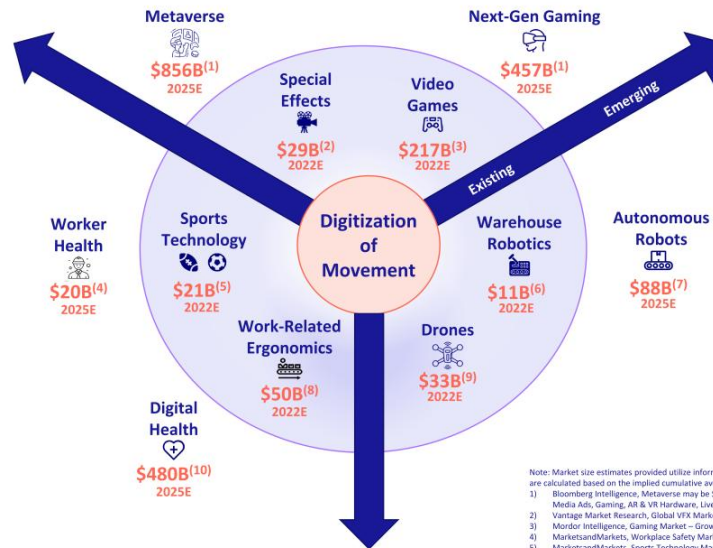 Metaverse
$856B(1)
2025E
Next-Gen Gaming
$457B(1)
2025E
Special
Effects
$29B(2)
2022E
Video
Games
$217B(3)
2022E
Emerging
Existing
Digitization
of
Movement
Worker
Health
$20B(4)
2025E
Sports
Technology
$21B(5)
2022E
Warehouse
Robotics
$11B(6)
2022E
Autonomous
Robots
$88B(7)
2025E
Work-Related
Ergonomics
$50B(8)
2022E
Drones
$33B(9)
2022E
Digital
Health
$480B(10)
2025E
Note: Market size estimates provided utilize
are calculated based on the implied cumulative
1) Bloomberg Intelligence, Metaverse may be
Media Ads, Gaming, AR & VR Hardware,
2) Vantage Market Research, Global VFX
3) Mordor Intelligence, Gaming Market –
4) MarketsandMarkets, Workplace Safety
5) MarketsandMarkets, Sports Technology